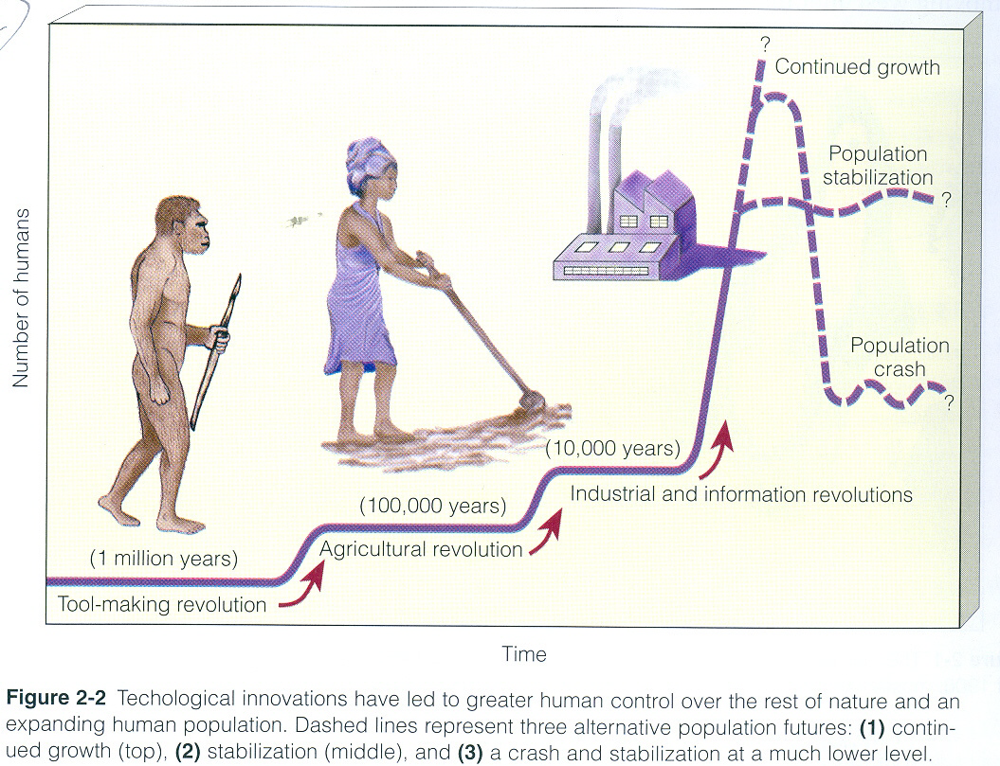 ?
Continued growth
Population
stabilization
?
Population
crash
?
Number of humans
(10,000 years)
Industrial and information revolutions
(100,000 years)
Agricultural revolution
(1 million years)
Tool-making revolution
Time
Figure 2-2 Techological innovations have led to greater human control over the rest of nature and an
expanding human population. Dashed lines represent three alternative population futures: (1) contin-
ued growth (top), (2) stabilization (middle), and (3) a crash and stabilization at a much lower level.